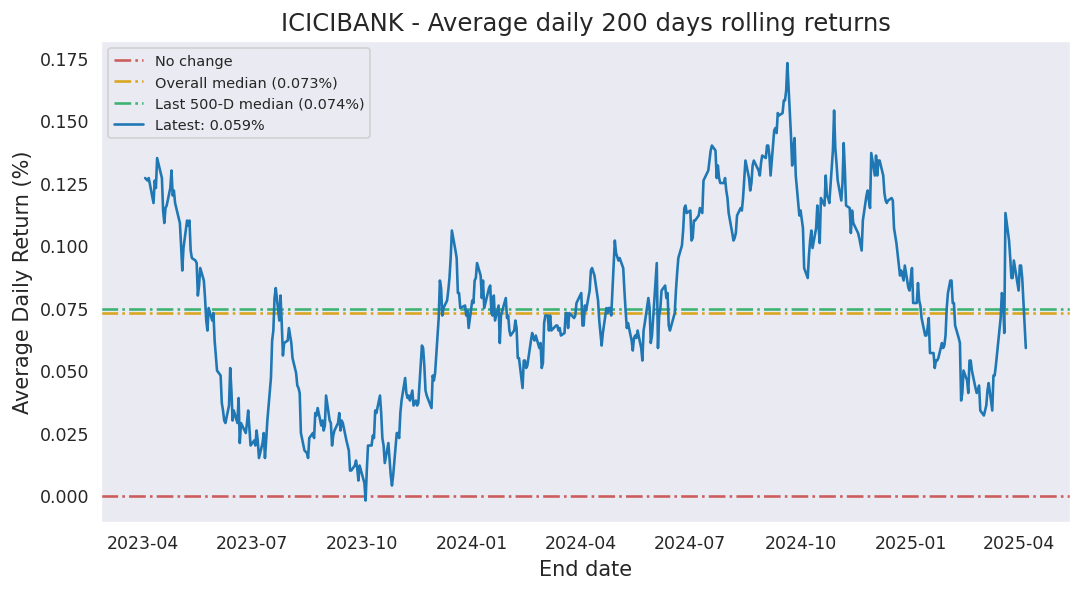 ICICIBANK - Average daily 200 days rolling returns
No change
Overall median (0.073%)
Last 500-D median (0.074%)
Latest: 0.059%
Average Daily Return (%)
0.175
0.150
0.125
0.100
0.075
0.050
0.025
0.000
2023-04 2023-07 2023-10 2024-01 2024-04 2024-07 2024-10 2025-01 2025-04
End date